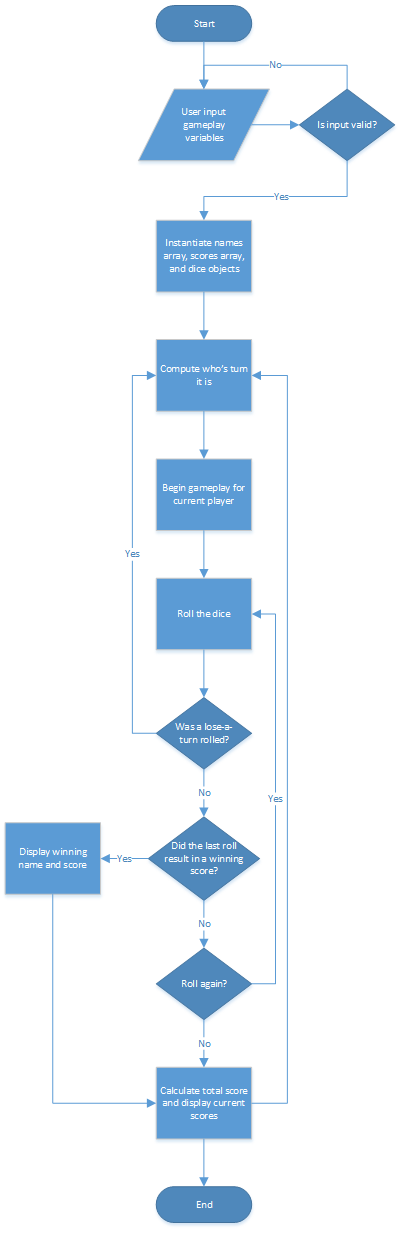 Start
No
User input
gameplay
variables
Is input valid?
Yes
Instantiate names
array, scores array,
and dice objects
Compute who's turn
it is
Begin gameplay for
current player
Yes
Roll the dice
Was a lose-a-
turn rolled?
No
Yes
Did the last roll
result in a winning
score?
Yes
Display winning
name and score
No
Roll again?
No
Calculate total score
and display current
scores
End